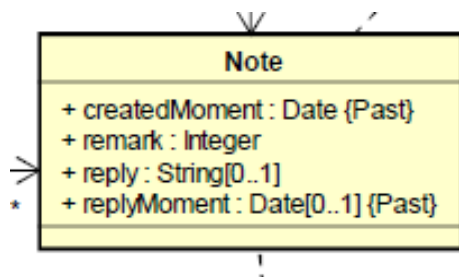 Note
+ createdMoment : Date {Past}
+ remark : Integer
+ reply : String[0..1]
+ replyMoment : Date[0..1] {Past}
*